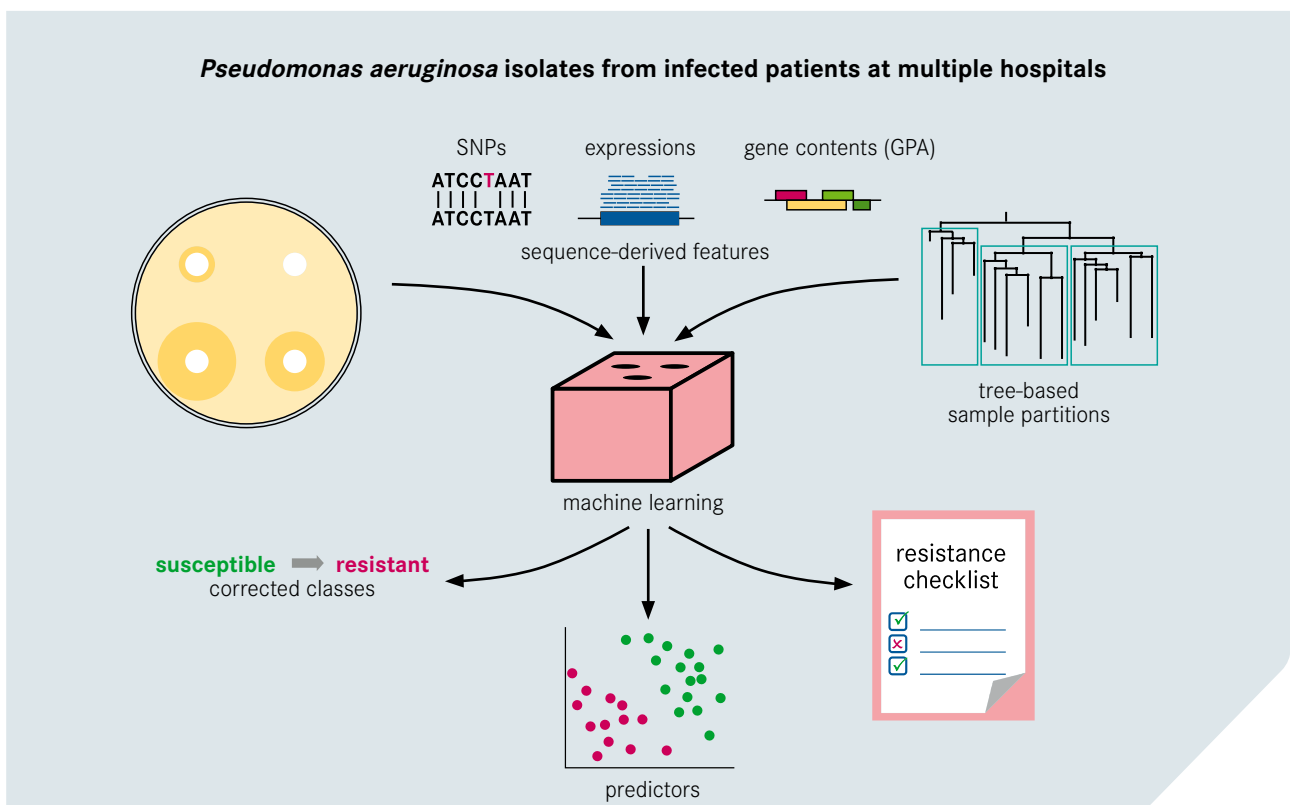 Pseudomonas aeruginosa isolates from infected patients at multiple hospitals
SNPs
expressions
gene contents (GPA)
ATCCTAAT
ATCCTAAT
sequence-derived features
tree-based
sample partitions
machine learning
susceptible
resistant
corrected classes
resistance
checklist
predictors